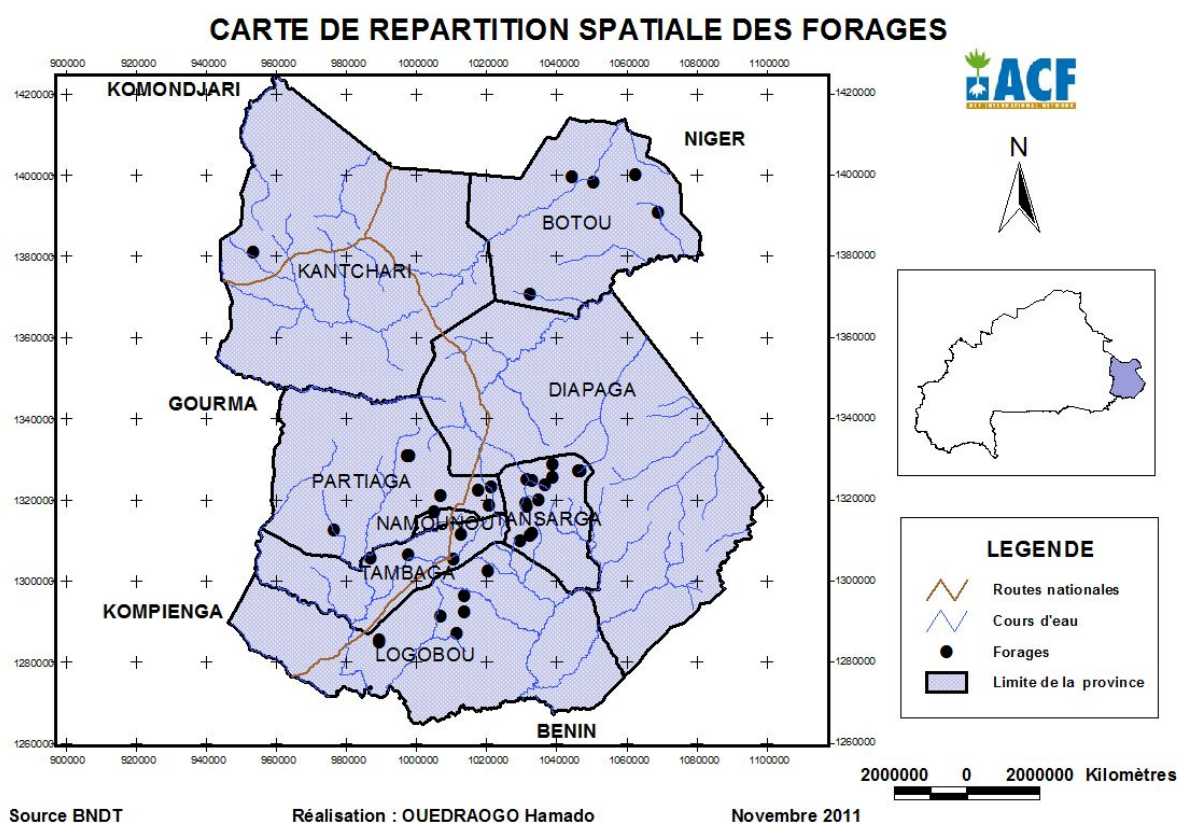 CARTE DE REPARTITION SPATIALE DES FORAGES
900000 920000 940000 960000 980000 1000000 1020000 1040000 1060000 1080000 1100000
KOMONDJARI
ACF
ACF INTERNATIONAL NETWORK
1420000 1420000
NIGER
N
1400000 1400000
BOTOU
1380000 1380000
KANTCHARI
1360000 1360000
DIAPAGA
GOURMA
1340000 1340000
PARTIAGA
1320000 1320000
NAMOUNOU
TANSARGA
LEGENDE
TAMBAGA
1300000 1300000
Routes nationales
KOMPIENGA
Cours d'eau
Forages
LOGOBOU
1280000 1280000
Limite de la province
BENIN
1260000 1260000
900000 920000 940000 960000 980000 1000000 1020000 1040000 1060000 1080000 1100000
2000000 0 2000000 Kilomètres
Source BNDT Réalisation : OUEDRAOGO Hamado Novembre 2011